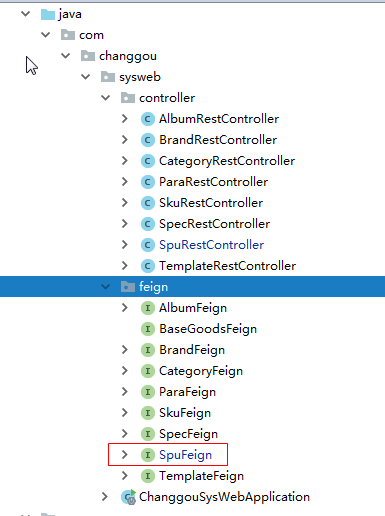 java
com
changgou
sysweb
controller
AlbumRestController
BrandRestController
CategoryRestController
ParaRestController
SkuRestController
SpecRestController
SpuRestController
TemplateRestController
feign
AlbumFeign
BaseGoodsFeign
BrandFeign
CategoryFeign
ParaFeign
SkuFeign
SpecFeign
SpuFeign
TemplateFeign
ChanggouSysWebApplication